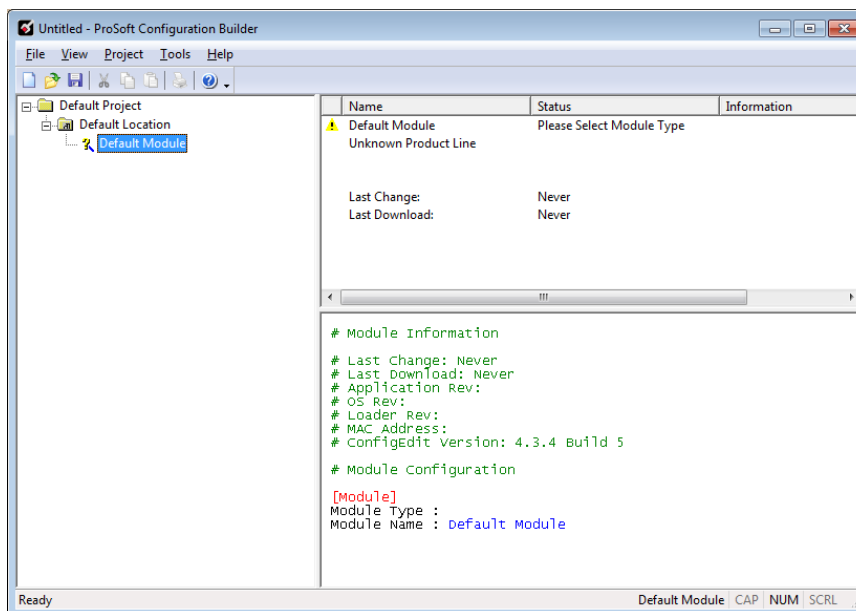 Untitled - ProSoft Configuration Builder
File View Project Tools Help
Default Project
Default Location
Default Module
Name Status Information
Default Module Please Select Module Type
Unknown Product Line
Last Change: Never
Last Download: Never
# Module Information
# Last Change: Never
# Last Download: Never
# Application Rev:
# OS Rev:
# Loader Rev:
# MAC Address:
# ConfigEdit Version: 4.3.4 Build 5
# Module Configuration
[Module]
Module Type :
Module Name : Default Module
Ready Default Module CAP NUM SCRL